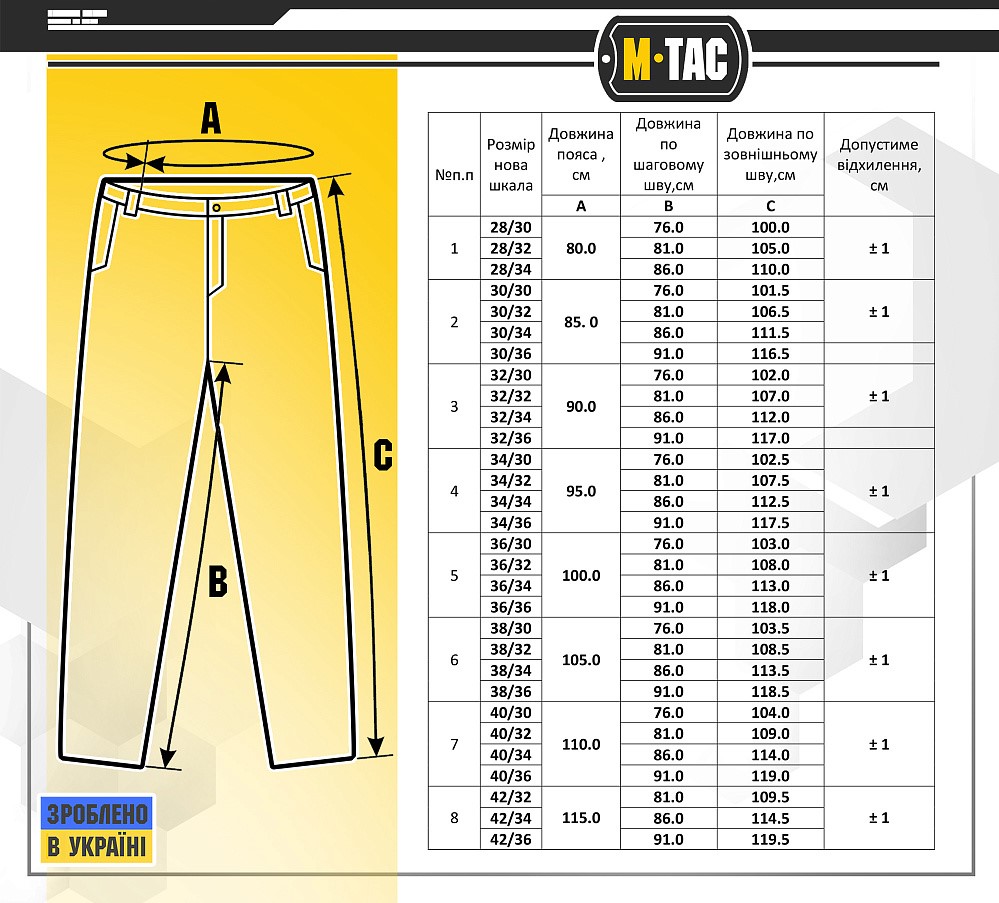 M·TAC
A
B
C
ЗРОБЛЕНО
В УКРАЇНІ
№п.п
Розмір нова шкала
Довжина пояса , см
Довжина по шаговому шву,см
Довжина по зовнішньому шву,см
Допустиме відхилення, см
A B C
1
28/30 80.0 76.0 100.0 ± 1
28/32 81.0 105.0
28/34 86.0 110.0
2
30/30 85. 0 76.0 101.5 ± 1
30/32 81.0 106.5
30/34 86.0 111.5
30/36 91.0 116.5
3
32/30 90.0 76.0 102.0 ± 1
32/32 81.0 107.0
32/34 86.0 112.0
32/36 91.0 117.0
4
34/30 95.0 76.0 102.5 ± 1
34/32 81.0 107.5
34/34 86.0 112.5
34/36 91.0 117.5
5
36/30 100.0 76.0 103.0 ± 1
36/32 81.0 108.0
36/34 86.0 113.0
36/36 91.0 118.0
6
38/30 105.0 76.0 103.5 ± 1
38/32 81.0 108.5
38/34 86.0 113.5
38/36 91.0 118.5
7
40/30 110.0 76.0 104.0 ± 1
40/32 81.0 109.0
40/34 86.0 114.0
40/36 91.0 119.0
8
42/32 115.0 81.0 109.5 ± 1
42/34 86.0 114.5
42/36 91.0 119.5